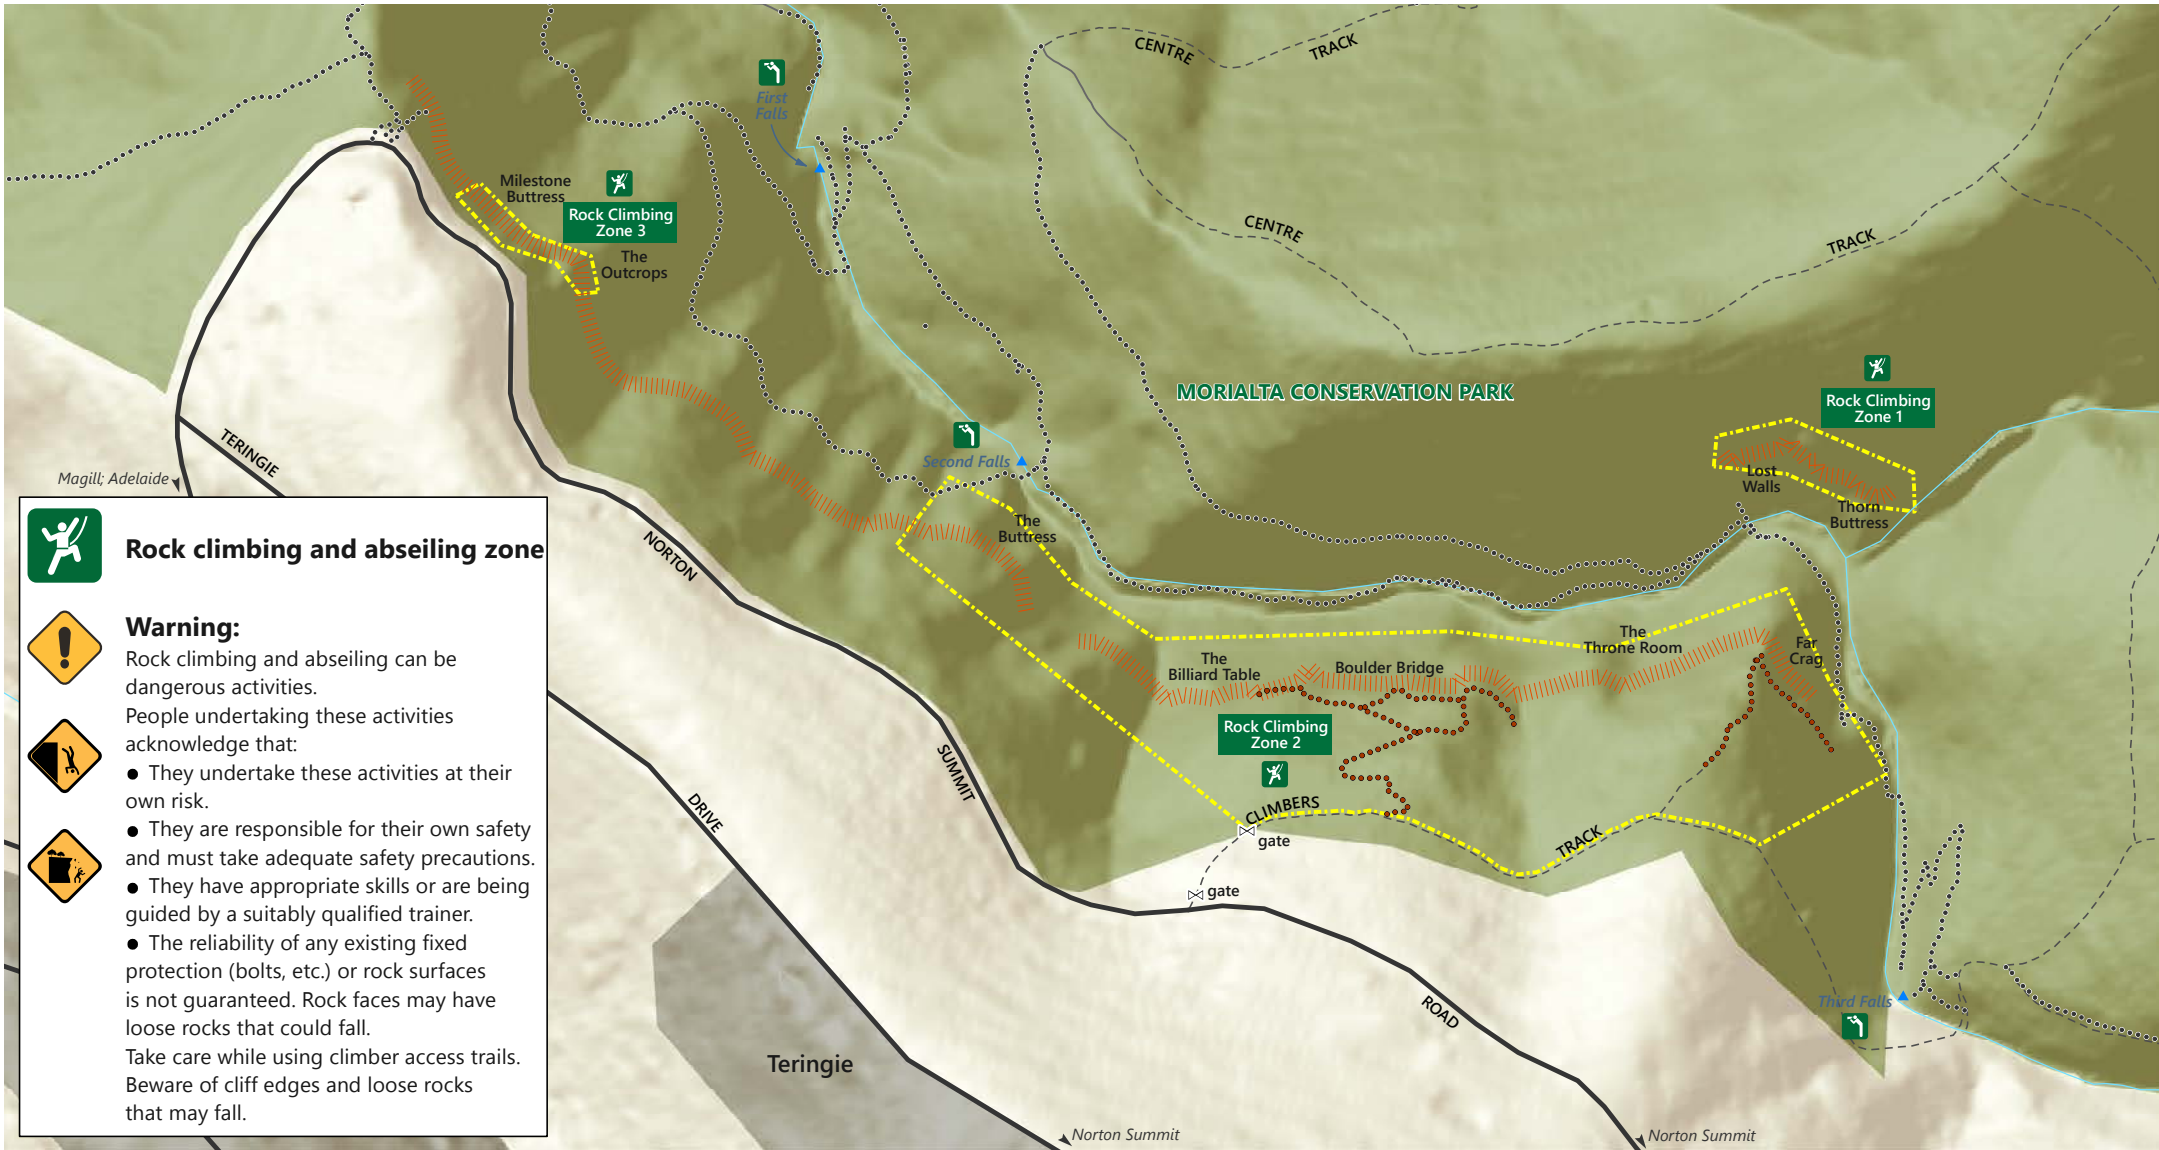 CENTRE
TRACK
First
Falls
Milestone
Buttress
Rock Climbing
Zone 3
The
Outcrops
CENTRE
TRACK
MORIALTA CONSERVATION PARK
Rock Climbing
Zone 1
Lost
Walls
Thorn
Buttress
TERINGIE
Magill; Adelaide
Second Falls
The
Buttress
NORTON
Rock climbing and abseiling zone
Warning:
Rock climbing and abseiling can be
dangerous activities.
People undertaking these activities
acknowledge that:
● They undertake these activities at their
own risk.
● They are responsible for their own safety
and must take adequate safety precautions.
● They have appropriate skills or are being
guided by a suitably qualified trainer.
● The reliability of any existing fixed
protection (bolts, etc.) or rock surfaces
is not guaranteed. Rock faces may have
loose rocks that could fall.
Take care while using climber access trails.
Beware of cliff edges and loose rocks
that may fall.
The
Billiard Table
Boulder Bridge
The
Throne Room
Far
Crag
Rock Climbing
Zone 2
SUMMIT
DRIVE
CLIMBERS
TRACK
gate
gate
ROAD
Third Falls
Teringie
Norton Summit
Norton Summit